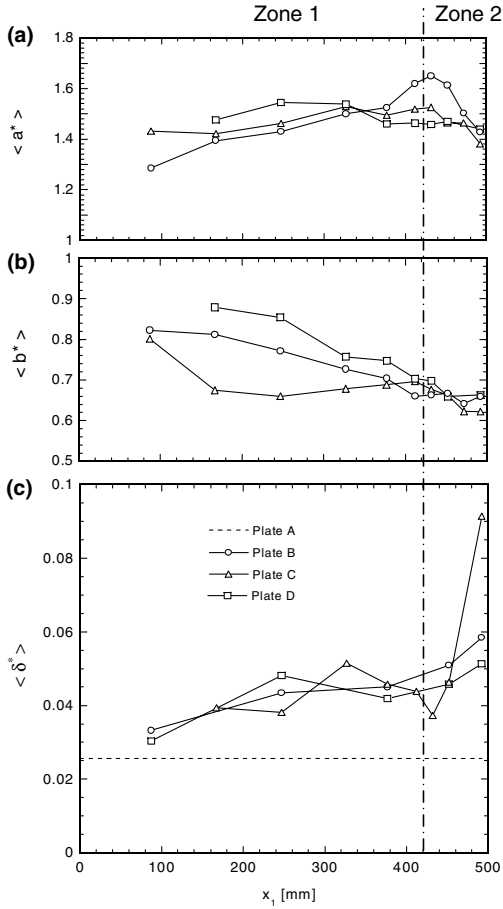 Zone 1 Zone 2
(a)
1.8
1.6
1.4
1.2
1
< a* >
(b)
1
0.9
0.8
0.7
0.6
0.5
< b* >
(c)
0.1
0.08
0.06
0.04
0.02
0
< δ* >
Plate A
Plate B
Plate C
Plate D
0 100 200 300 400 500
x1 [mm]